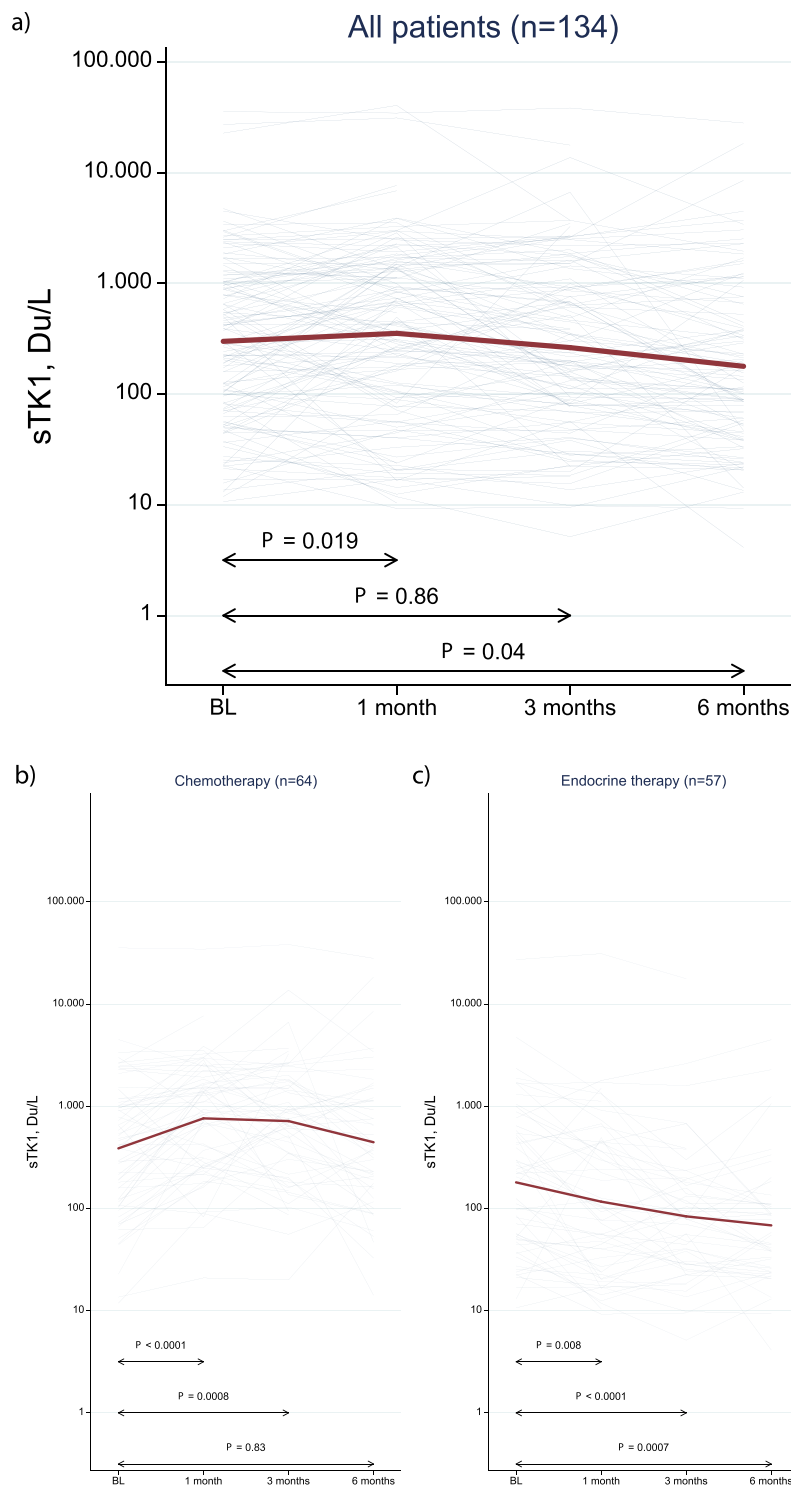 a)
All patients (n=134)
sTK1, Du/L
100.000
10.000
1.000
100
10
1
P = 0.019
P = 0.86
P = 0.04
BL 1 month 3 months 6 months
b)
Chemotherapy (n=64)
sTK1, Du/L
100.000
10.000
1.000
100
10
1
P < 0.0001
P = 0.0008
P = 0.83
BL 1 month 3 months 6 months
c)
Endocrine therapy (n=57)
sTK1, Du/L
100.000
10.000
1.000
100
10
1
P = 0.008
P < 0.0001
P = 0.0007
BL 1 month 3 months 6 months